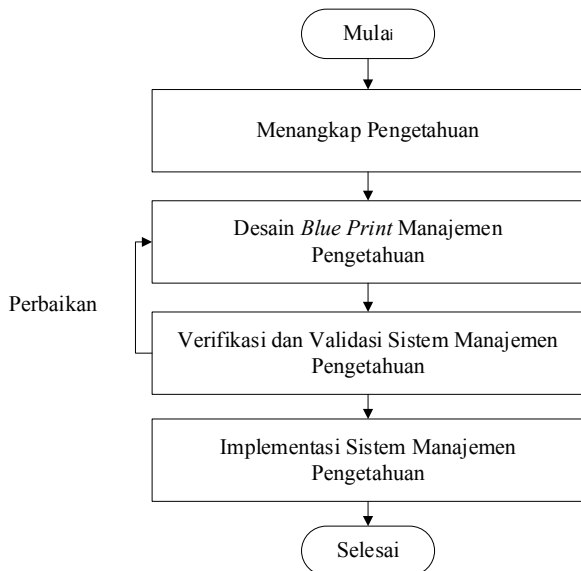 Mulai
Menangkap Pengetahuan
Desain Blue Print Manajemen
Pengetahuan
Perbaikan
Verifikasi dan Validasi Sistem Manajemen
Pengetahuan
Implementasi Sistem Manajemen
Pengetahuan
Selesai